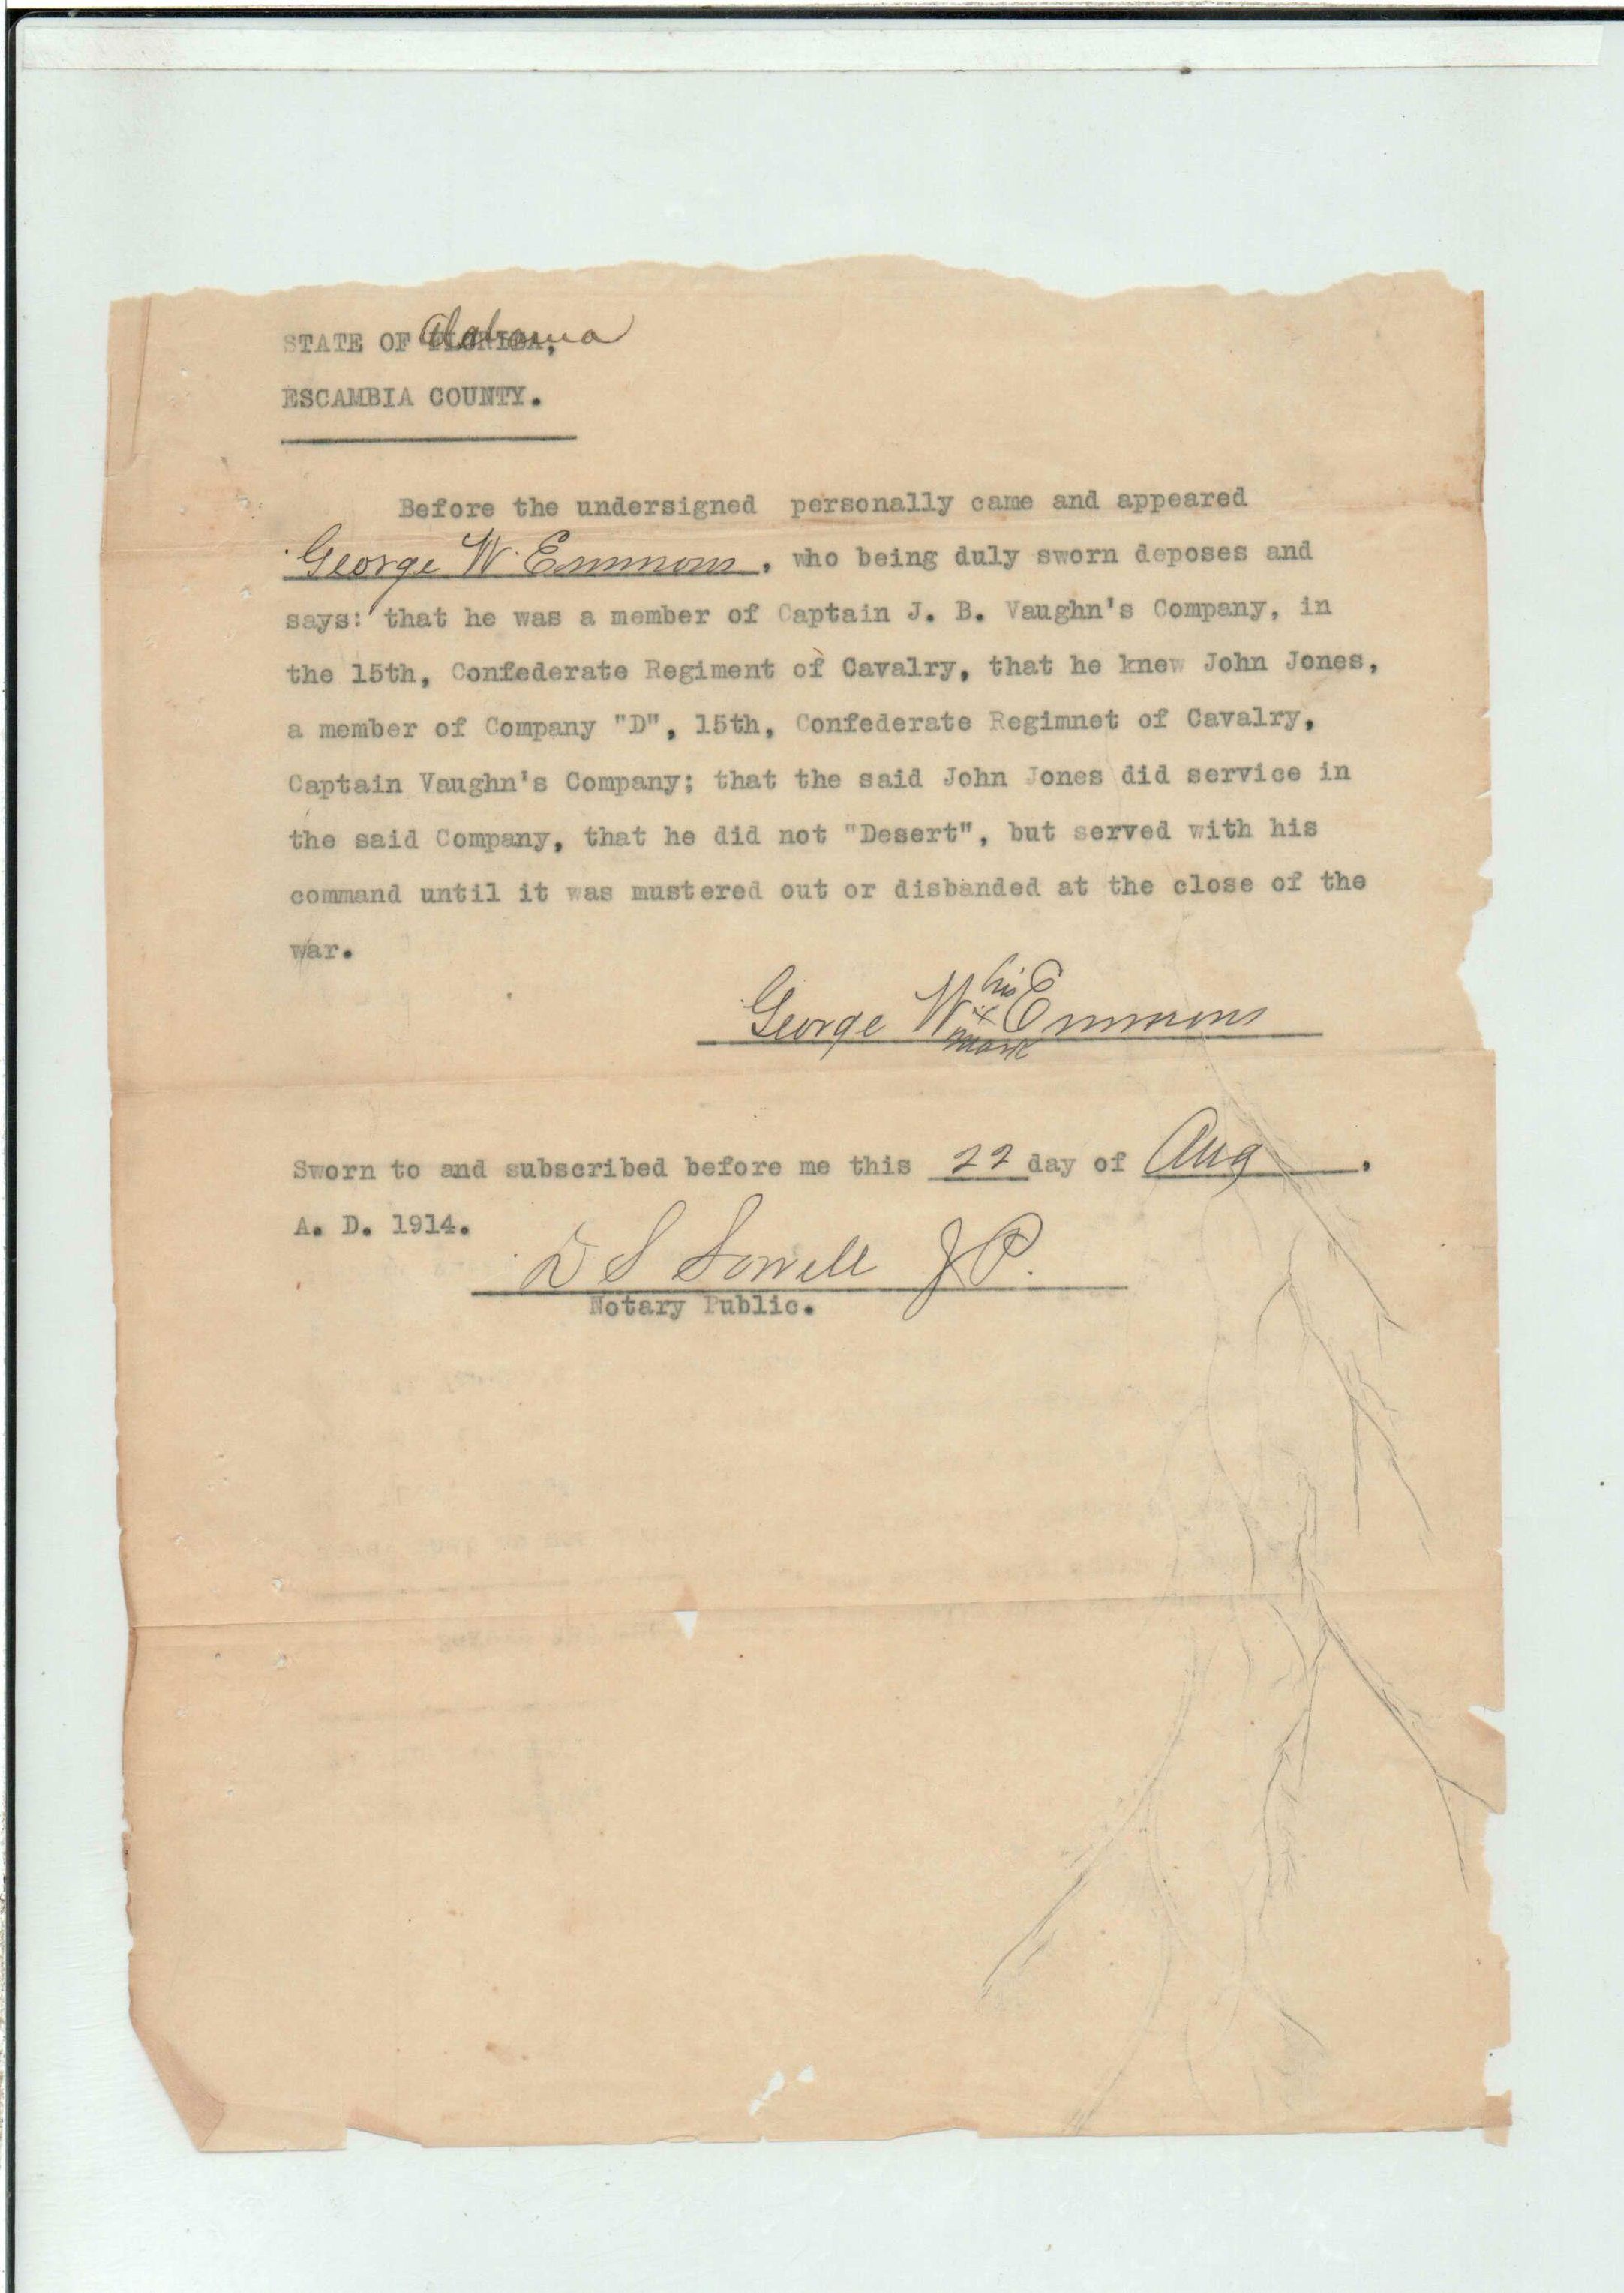 STATE OF FLORIDA, Alabama
ESCAMBIA COUNTY.
Before the undersigned personally came and appeared
George W. Emmons, who being duly sworn deposes and
says: that he was a member of Captain J. B. Vaughn's Company, in
the 15th, Confederate Regiment of Cavalry, that he knew John Jones,
a member of Company "D", 15th, Confederate Regimnet of Cavalry,
Captain Vaughn's Company; that the said John Jones did service in
the said Company, that he did not "Desert", but served with his
command until it was mustered out or disbanded at the close of the
war.
his
George W x Emmons
mark
Sworn to and subscribed before me this 22 day of Aug,
A. D. 1914.
D S Sowell J P.
Notary Public.